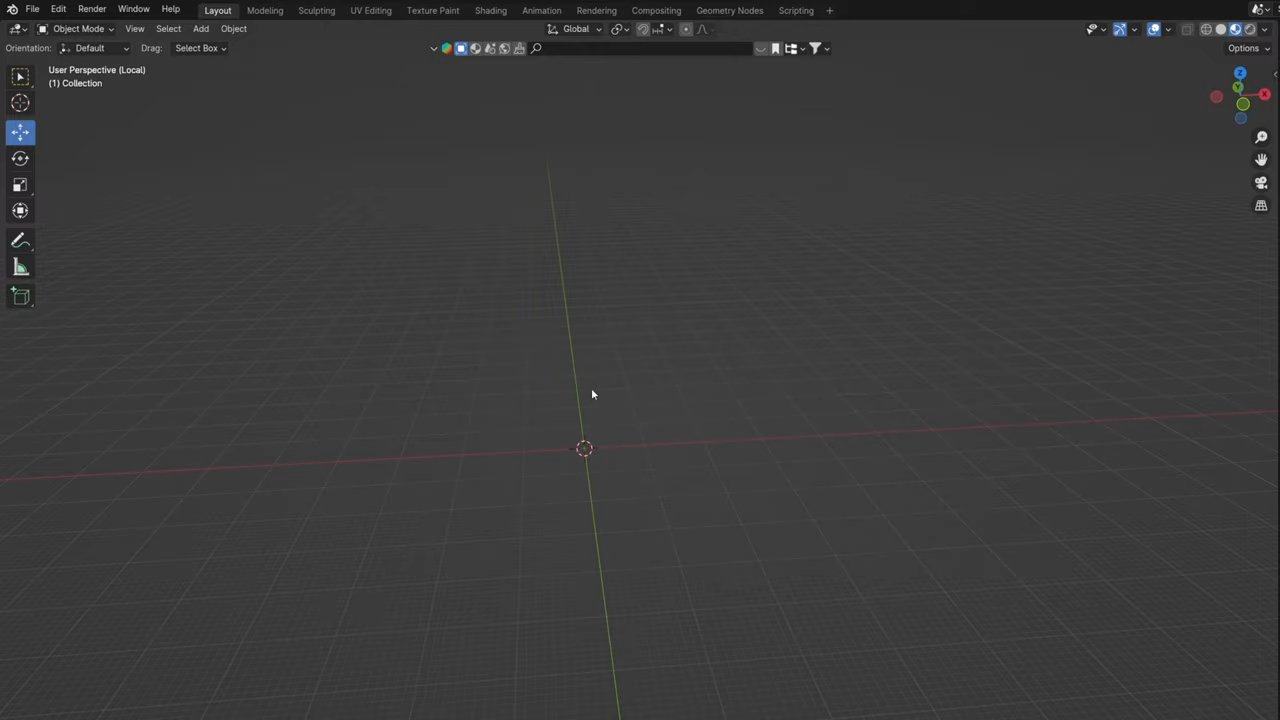 File Edit Render Window Help Layout Modeling Sculpting UV Editing Texture Paint Shading Animation Rendering Compositing Geometry Nodes Scripting +
Object Mode View Select Add Object Global
Orientation: Default Drag: Select Box Options
User Perspective (Local)
(1) Collection
Z
Y
X